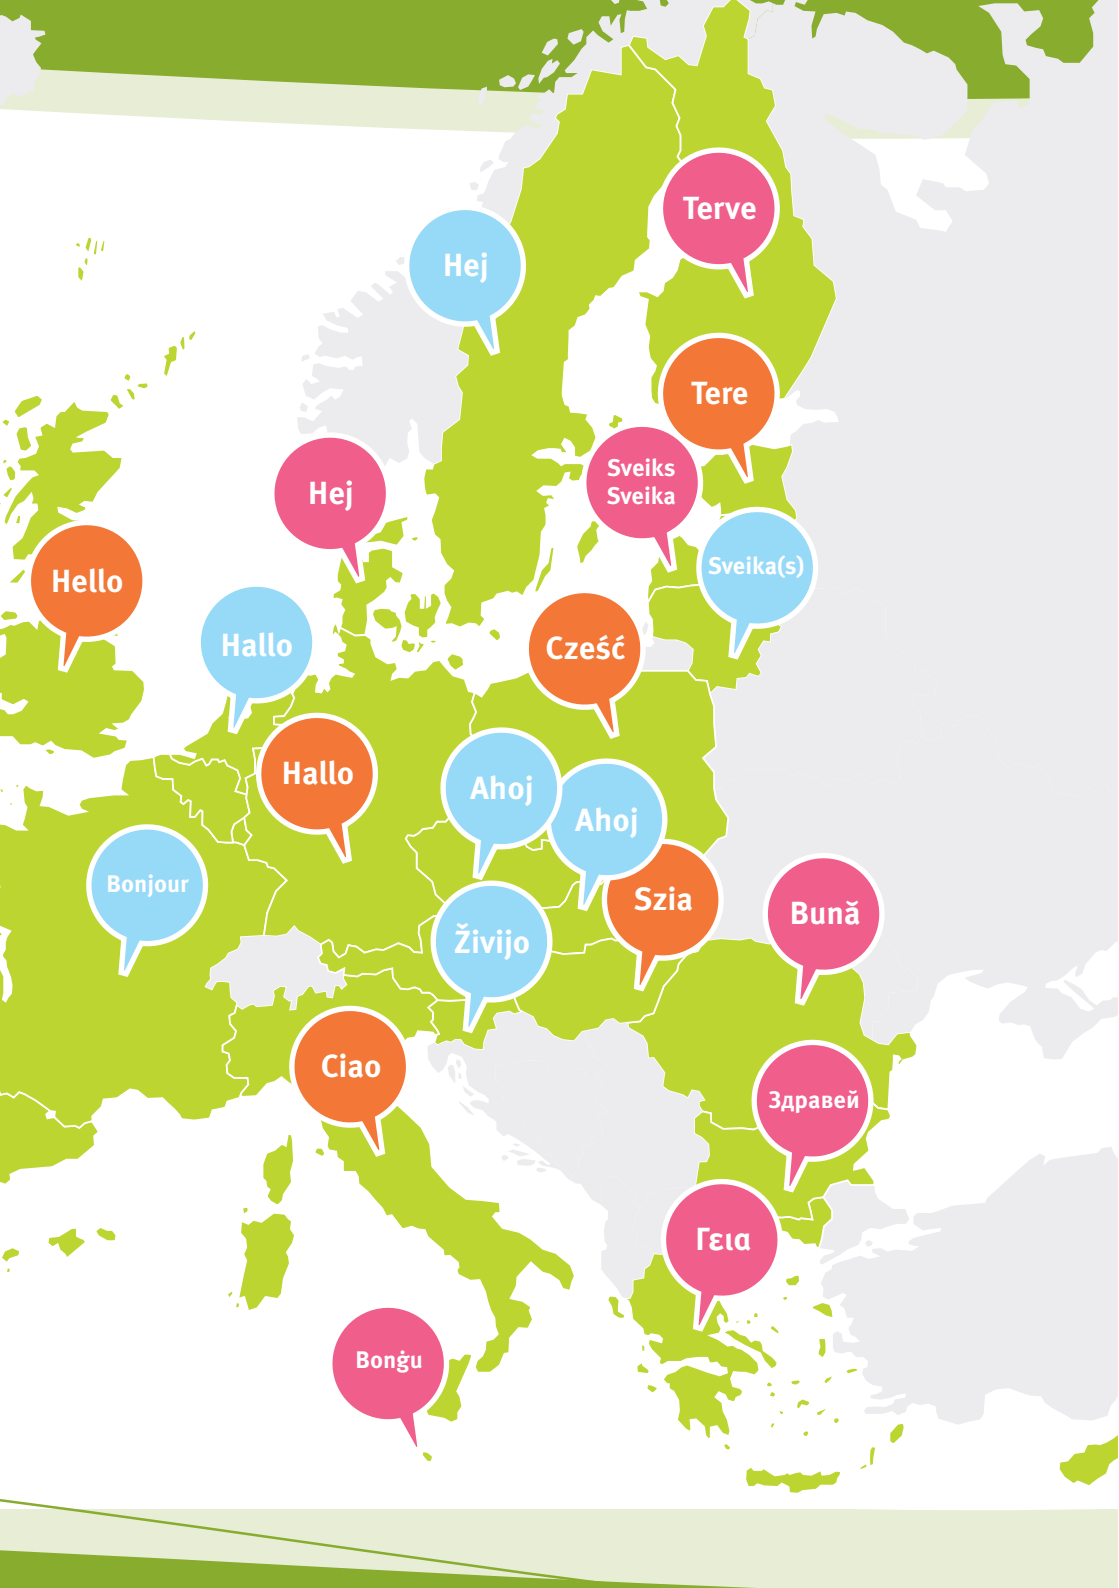 Terve
Hej
Tere
Sveiks
Sveika
Hej
Sveika(s)
Hello
Hallo
Cześć
Hallo
Ahoj
Ahoj
Bonjour
Szia
Bună
Živijo
Ciao
Здравей
Γεια
Bonġu